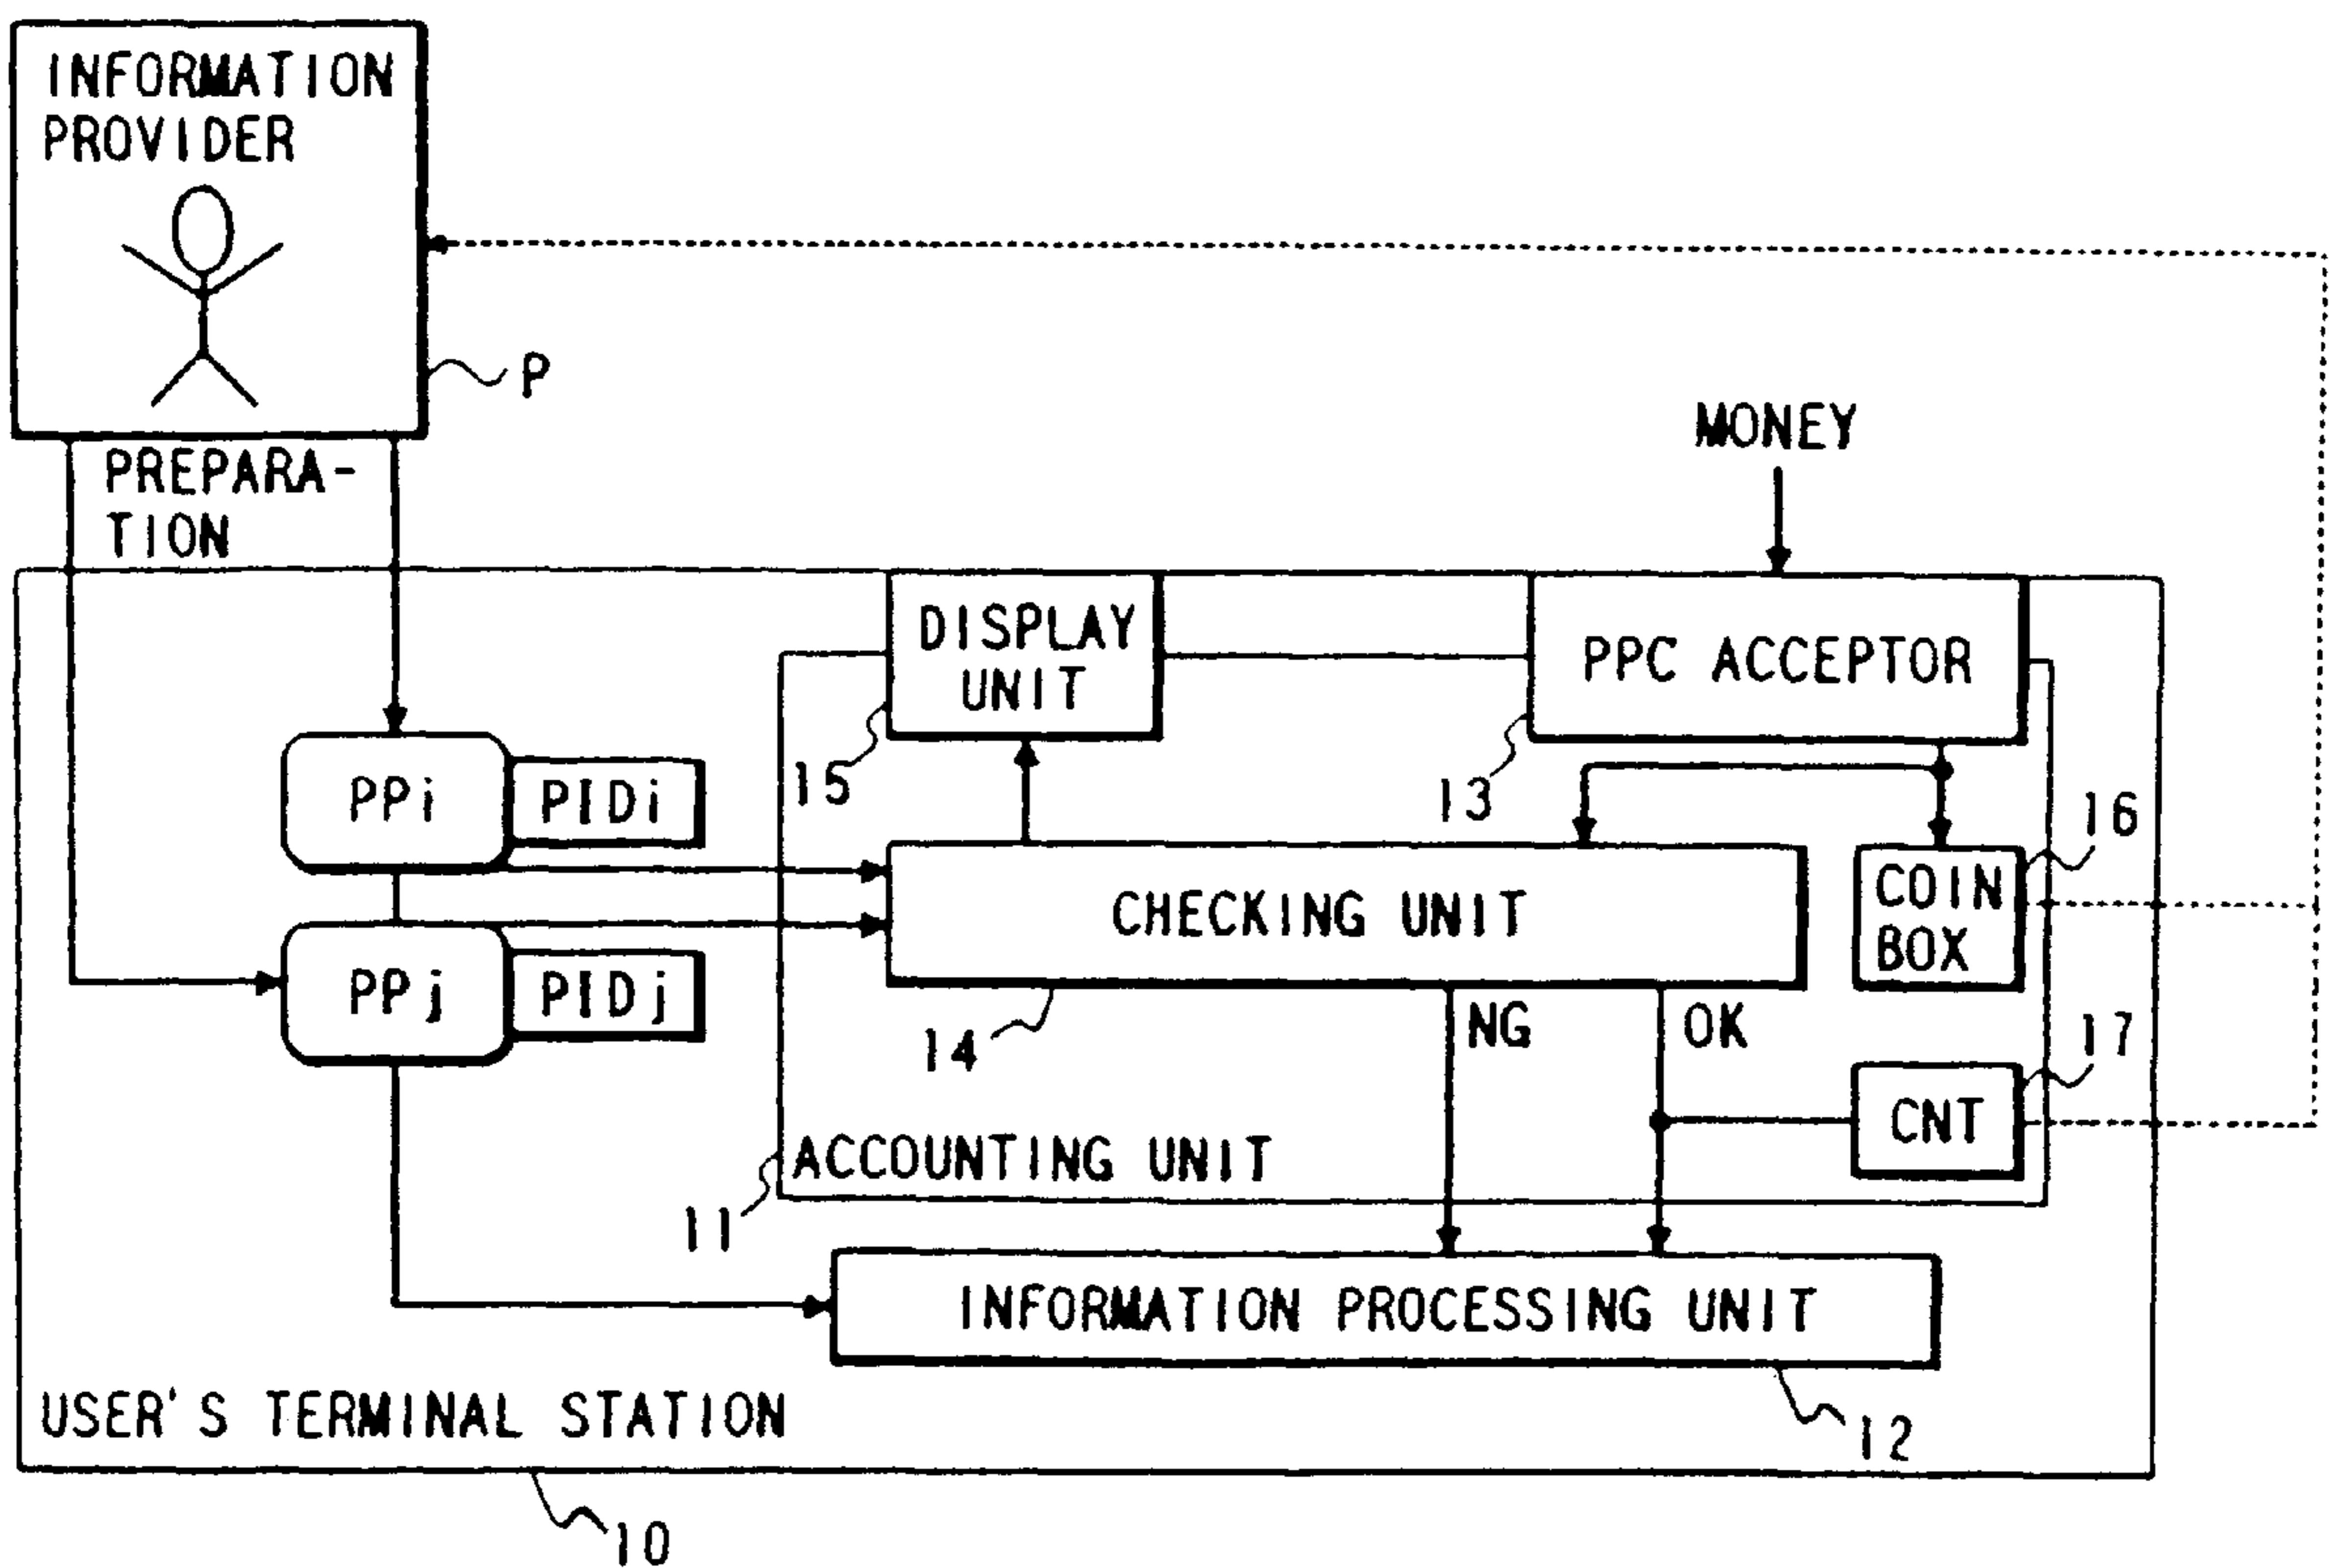 INFORMATION
PROVIDER
P
PREPARA-
TION
MONEY
DISPLAY
UNIT
PPC ACCEPTOR
15
13
16
PPi
PIDi
CHECKING UNIT
COIN
BOX
PPj
PIDj
14
NG
OK
17
CNT
ACCOUNTING UNIT
11
INFORMATION PROCESSING UNIT
USER'S TERMINAL STATION
12
10